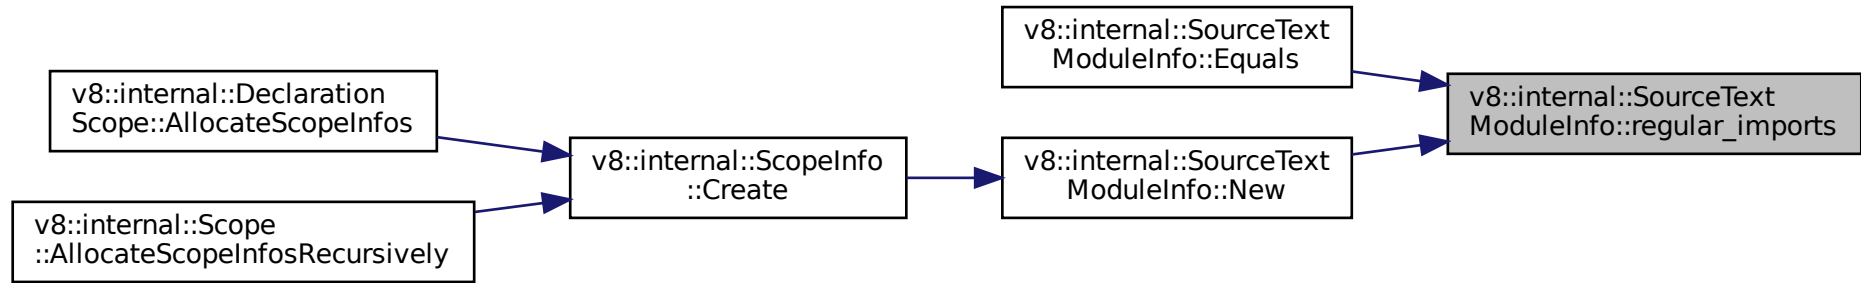 v8::internal::Declaration
Scope::AllocateScopeInfos
v8::internal::Scope
::AllocateScopeInfosRecursively
v8::internal::ScopeInfo
::Create
v8::internal::SourceText
ModuleInfo::Equals
v8::internal::SourceText
ModuleInfo::New
v8::internal::SourceText
ModuleInfo::regular_imports